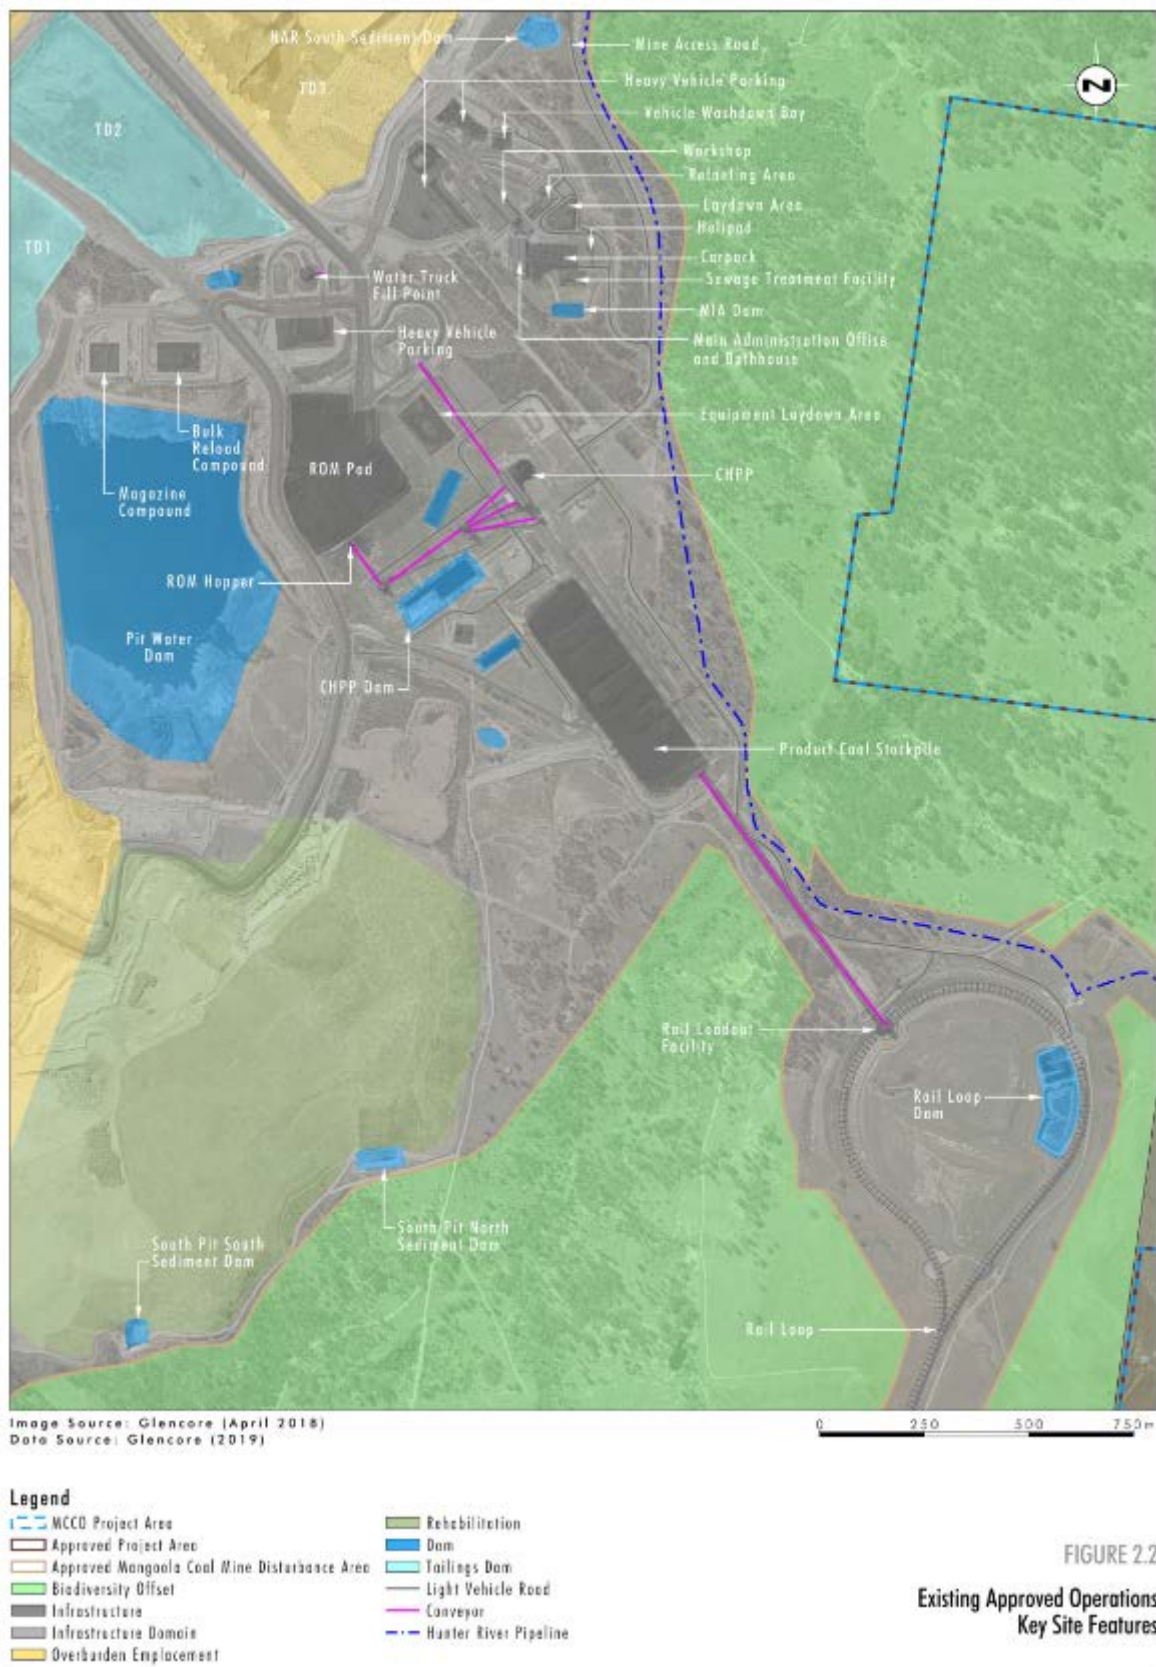 NAR South Sediment Dam
Mine Access Road
TD3
Heavy Vehicle Parking
Vehicle Washdown Bay
TD2
Workshop
Refueling Area
Laydown Area
Helipad
TD1
Carpark
Water Truck
Fill Point
Sewage Treatment Facility
MIA Dam
Heavy Vehicle
Parking
Main Administration Office
and Bathhouse
Equipment Laydown Area
Bulk
Reload
Compound
ROM Pad
CHPP
Magazine
Compound
ROM Hopper
Pit Water
Dam
CHPP Dam
Product Coal Stockpile
Rail Loadout
Facility
Rail Loop
Dam
South Pit North
Sediment Dam
South Pit South
Sediment Dam
Rail Loop
N
Image Source: Glencore (April 2018)
Data Source: Glencore (2019)
0 250 500 750m
Legend
MCCO Project Area
Approved Project Area
Approved Mangoola Coal Mine Disturbance Area
Biodiversity Offset
Infrastructure
Infrastructure Domain
Overburden Emplacement
Rehabilitation
Dam
Tailings Dam
Light Vehicle Road
Conveyor
Hunter River Pipeline
FIGURE 2.2
Existing Approved Operations
Key Site Features